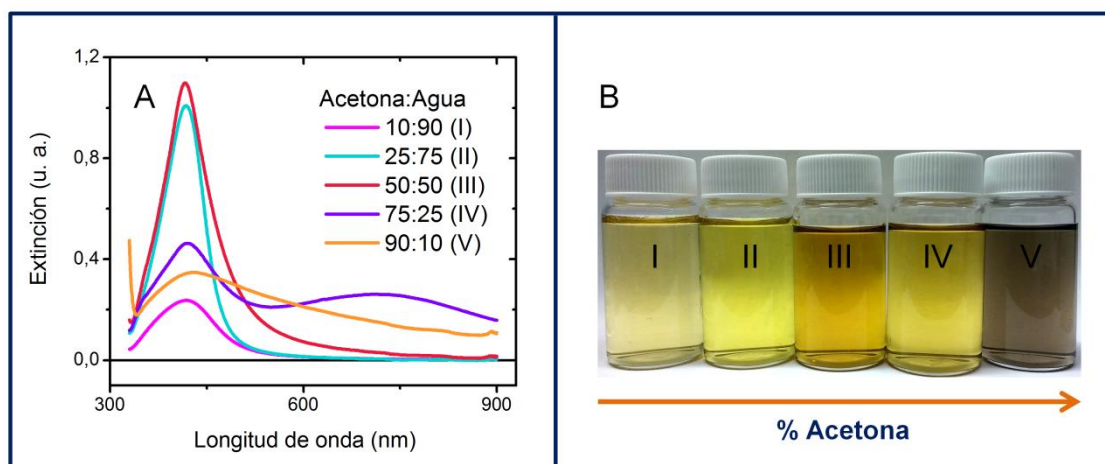 A
Acetona:Agua
10:90 (I)
25:75 (II)
50:50 (III)
75:25 (IV)
90:10 (V)
Extinción (u. a.)
1,2
0,8
0,4
0,0
300
600
900
Longitud de onda (nm)
B
I
II
III
IV
V
% Acetona